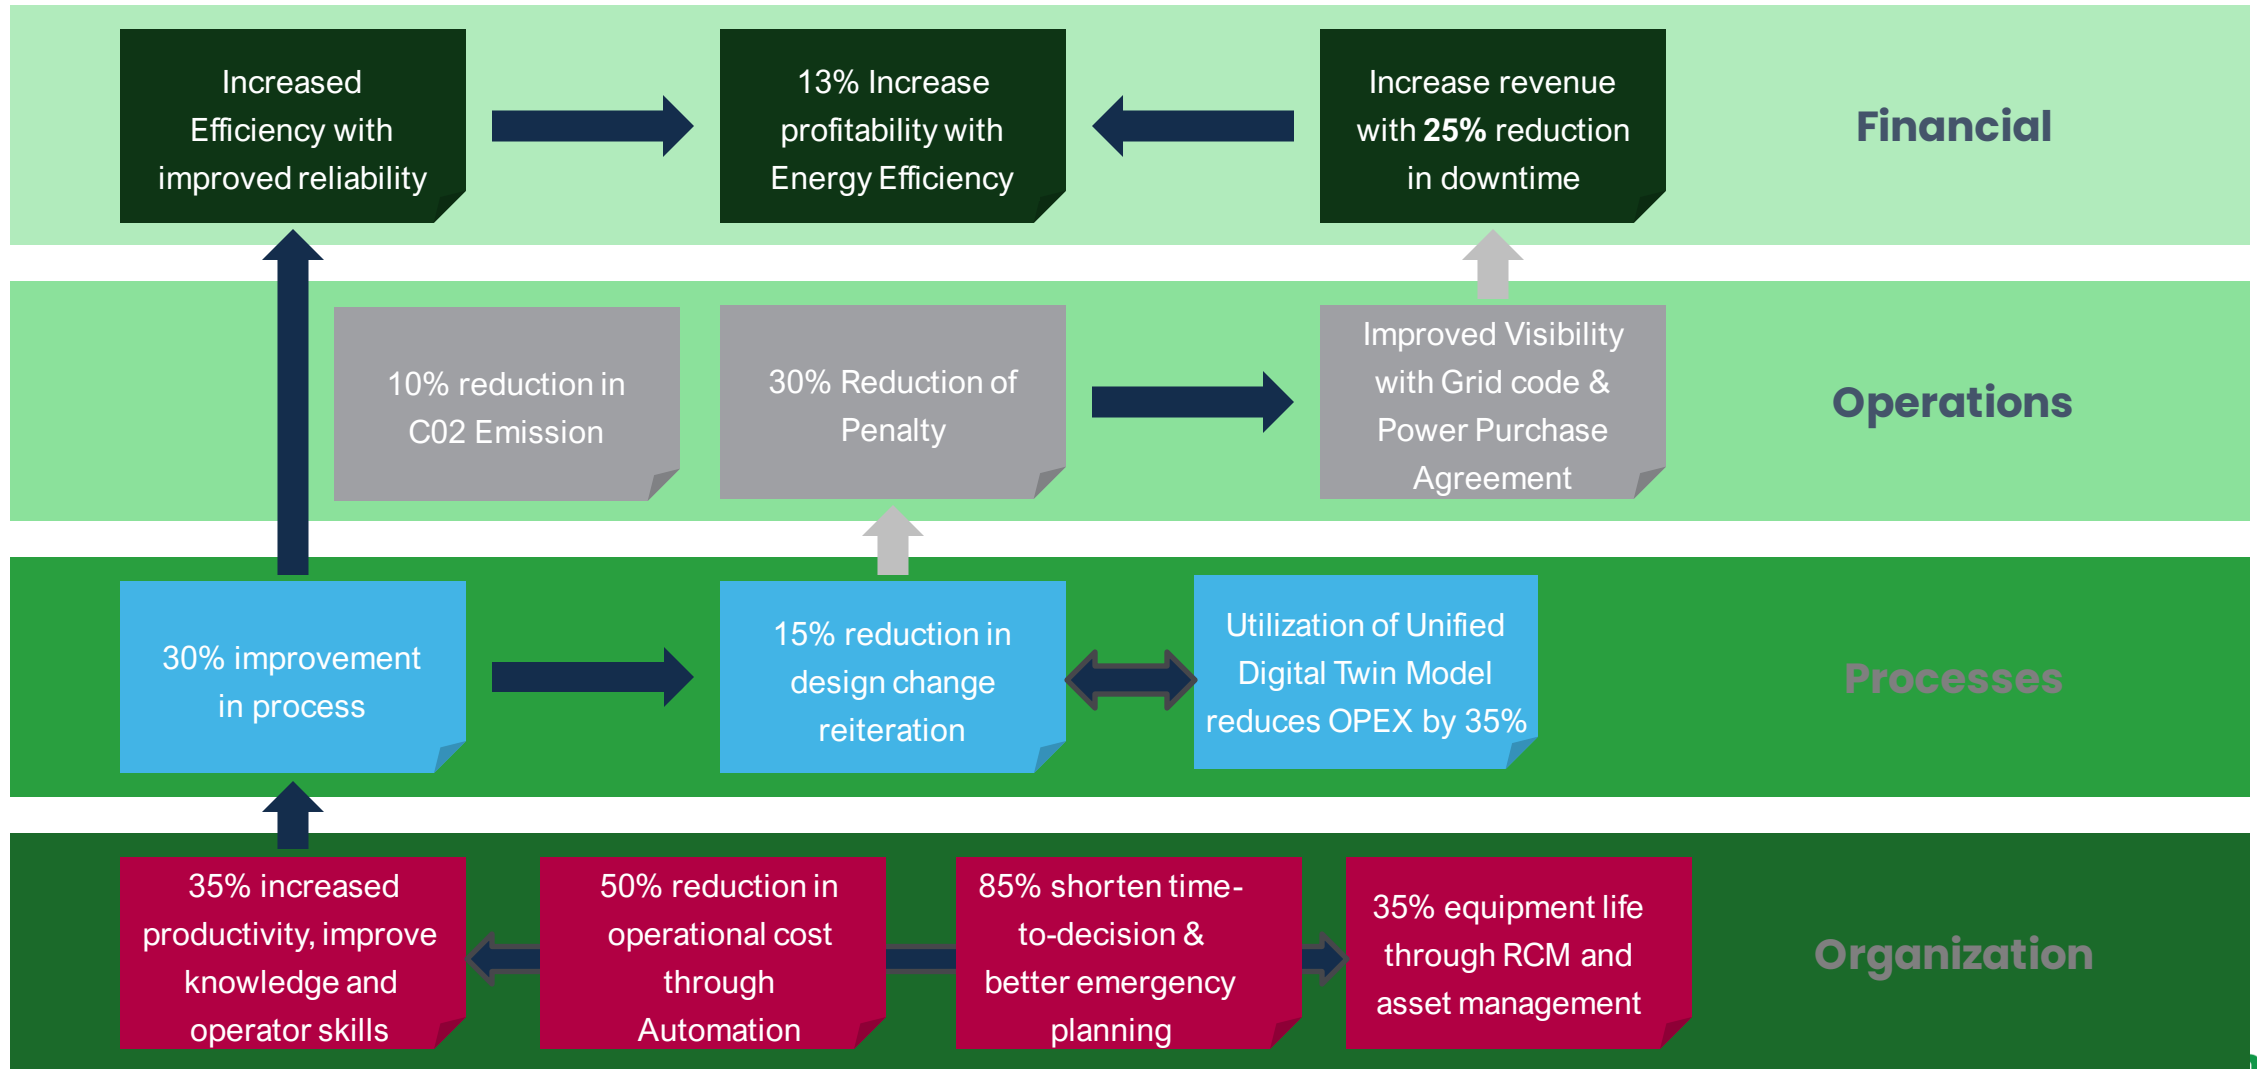 Increased
Efficiency with
improved reliability
13% Increase
profitability with
Energy Efficiency
Increase revenue
with 25% reduction
in downtime
Financial
10% reduction in
C02 Emission
30% Reduction of
Penalty
Improved Visibility
with Grid code &
Power Purchase
Agreement
Operations
30% improvement
in process
15% reduction in
design change
reiteration
Utilization of Unified
Digital Twin Model
reduces OPEX by 35%
Processes
35% increased
productivity, improve
knowledge and
operator skills
50% reduction in
operational cost
through
Automation
85% shorten time-
to-decision &
better emergency
planning
35% equipment life
through RCM and
asset management
Organization